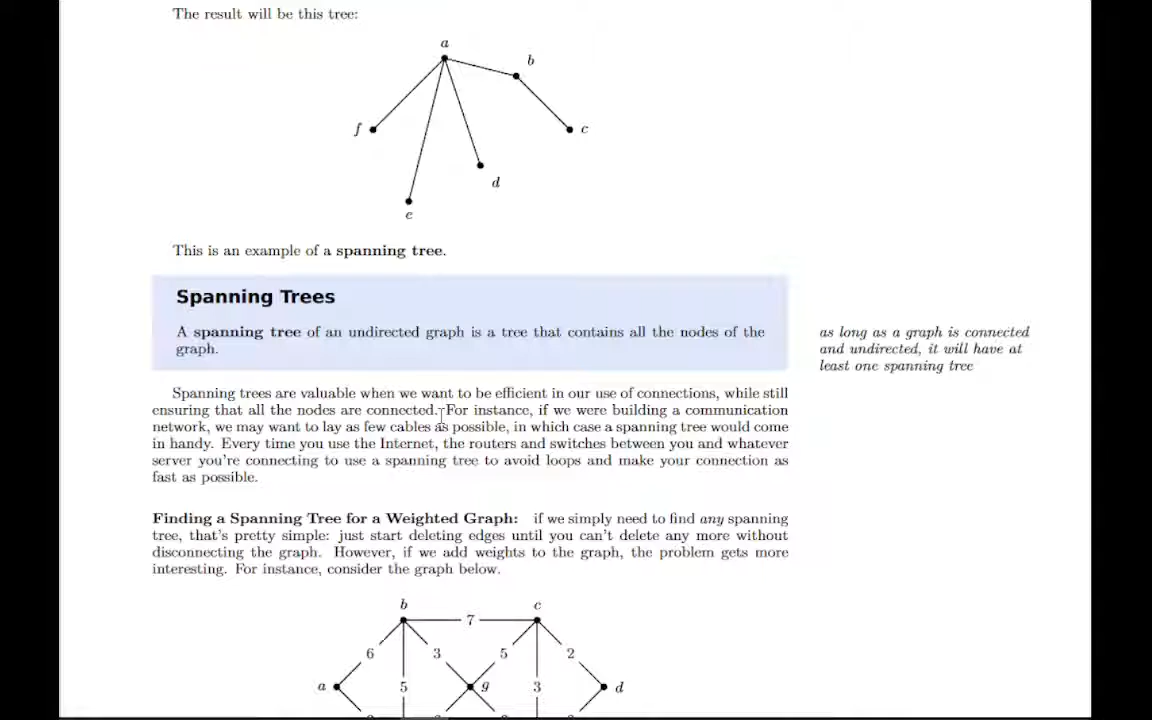 The result will be this tree:
a
b
f
c
d
e
This is an example of a spanning tree.
Spanning Trees
A spanning tree of an undirected graph is a tree that contains all the nodes of the
graph.
as long as a graph is connected
and undirected, it will have at
least one spanning tree
Spanning trees are valuable when we want to be efficient in our use of connections, while still
ensuring that all the nodes are connected. For instance, if we were building a communication
network, we may want to lay as few cables as possible, in which case a spanning tree would come
in handy. Every time you use the Internet, the routers and switches between you and whatever
server you're connecting to use a spanning tree to avoid loops and make your connection as
fast as possible.
Finding a Spanning Tree for a Weighted Graph: if we simply need to find any spanning
tree, that's pretty simple: just start deleting edges until you can't delete any more without
disconnecting the graph. However, if we add weights to the graph, the problem gets more
interesting. For instance, consider the graph below.
b c
7
6 3 5 2
a 5 g 3 d